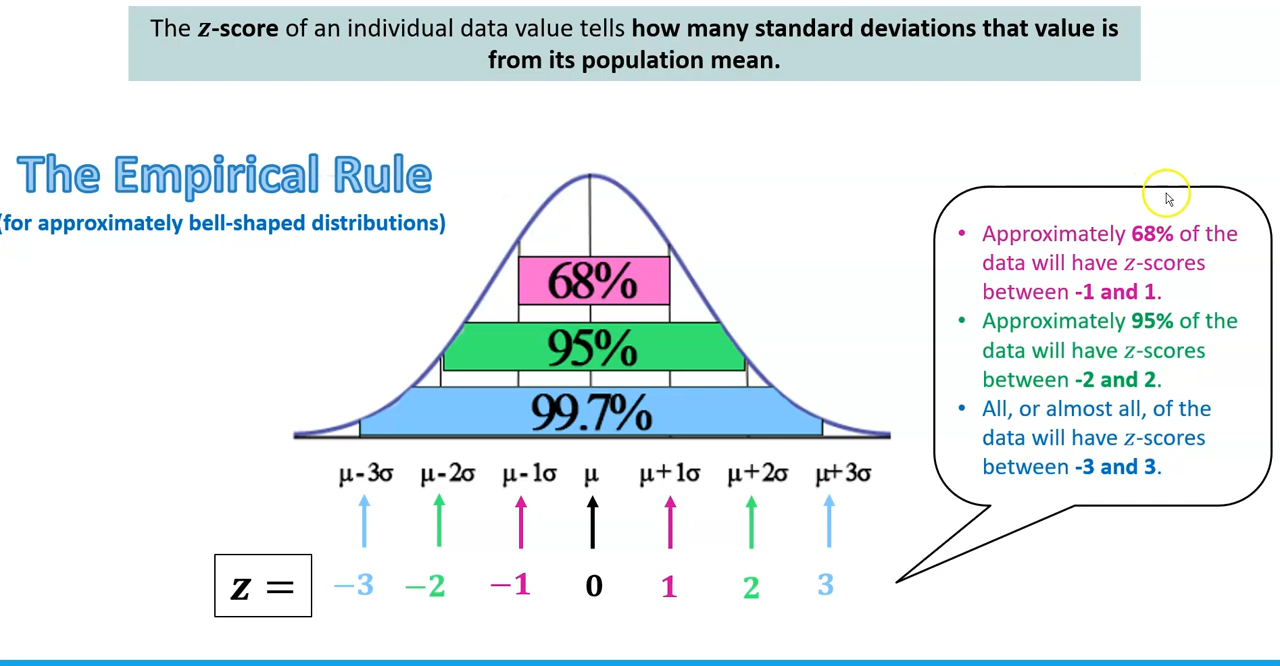 The z-score of an individual data value tells how many standard deviations that value is
from its population mean.
The Empirical Rule
(for approximately bell-shaped distributions)
68%
95%
99.7%
μ-3σ μ-2σ μ-1σ μ μ+1σ μ+2σ μ+3σ
z = −3 −2 −1 0 1 2 3
• Approximately 68% of the
data will have z-scores
between -1 and 1.
• Approximately 95% of the
data will have z-scores
between -2 and 2.
• All, or almost all, of the
data will have z-scores
between -3 and 3.